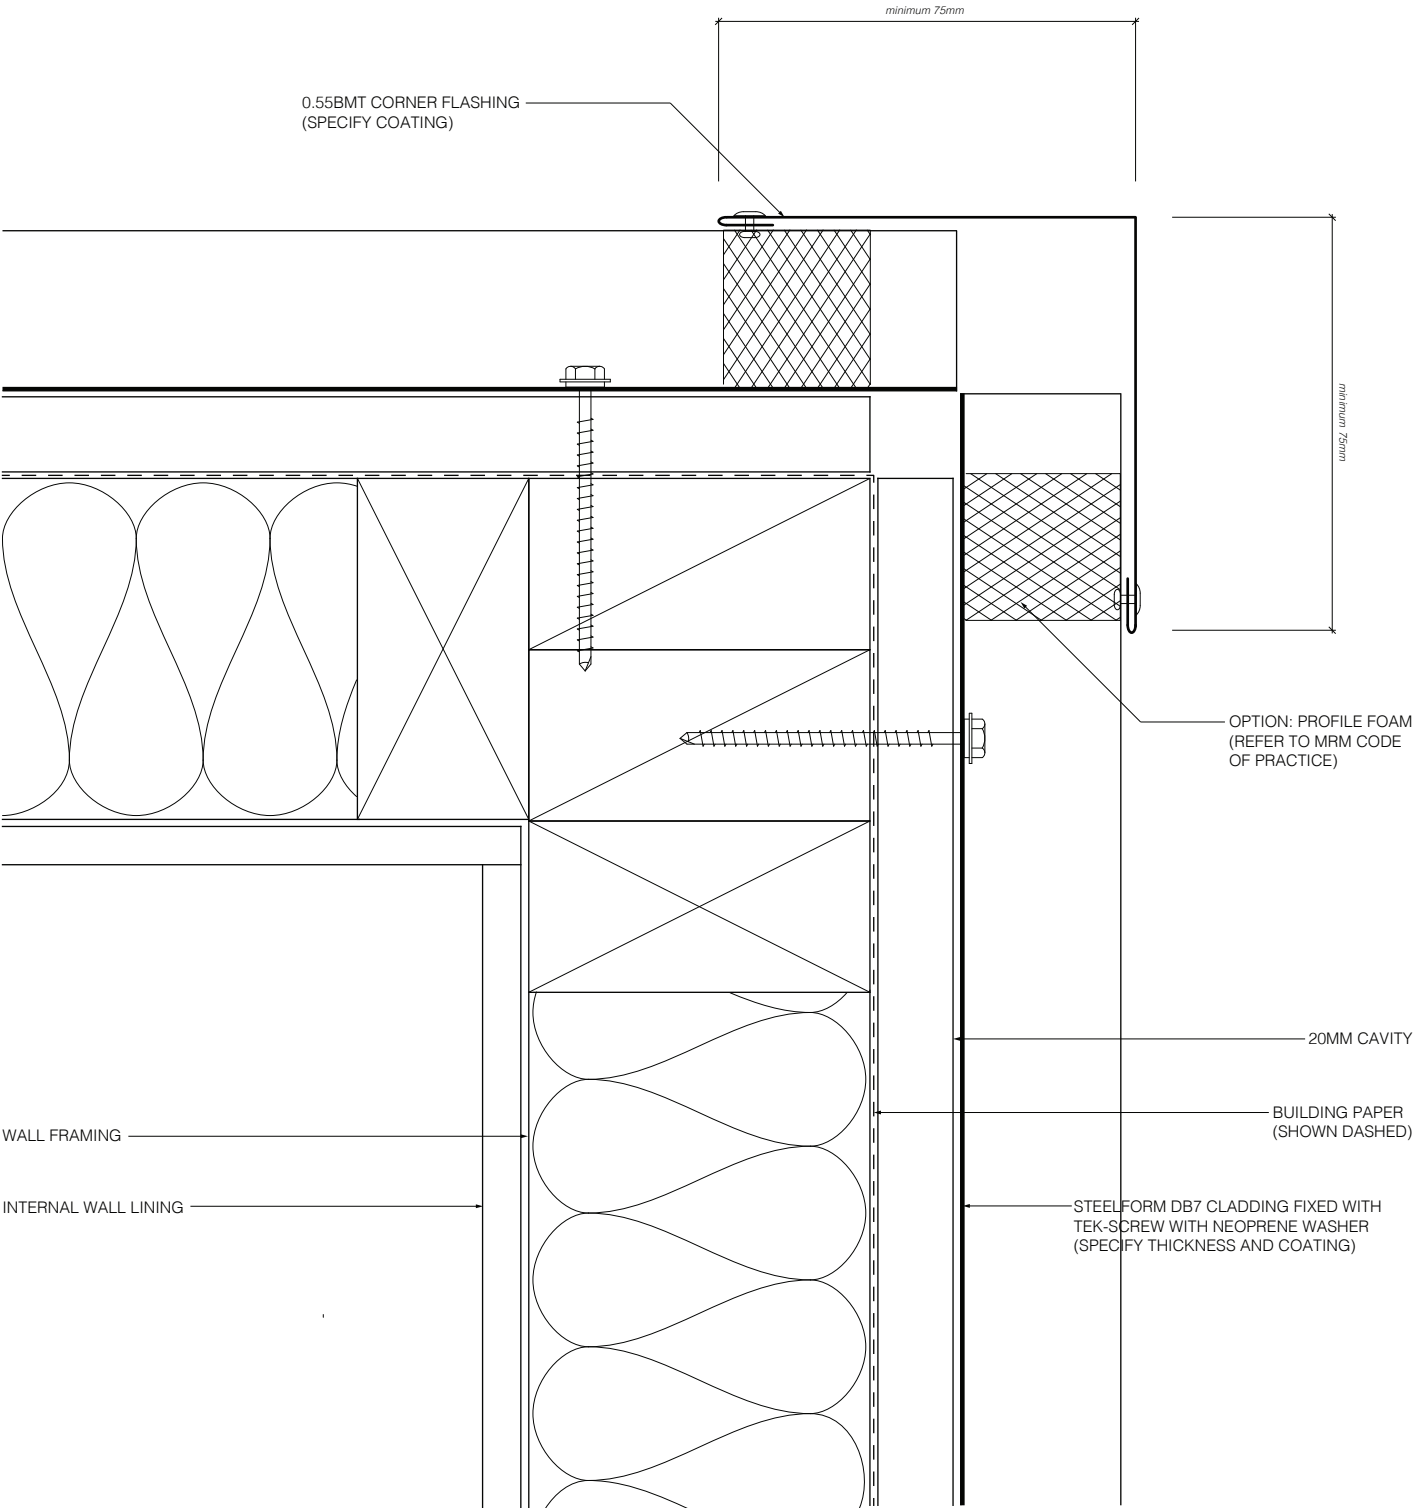 minimum 75mm
0.55BMT CORNER FLASHING
(SPECIFY COATING)
minimum 75mm
OPTION: PROFILE FOAM
(REFER TO MRM CODE
OF PRACTICE)
20MM CAVITY
BUILDING PAPER
(SHOWN DASHED)
WALL FRAMING
INTERNAL WALL LINING
STEELFORM DB7 CLADDING FIXED WITH
TEK-SCREW WITH NEOPRENE WASHER
(SPECIFY THICKNESS AND COATING)